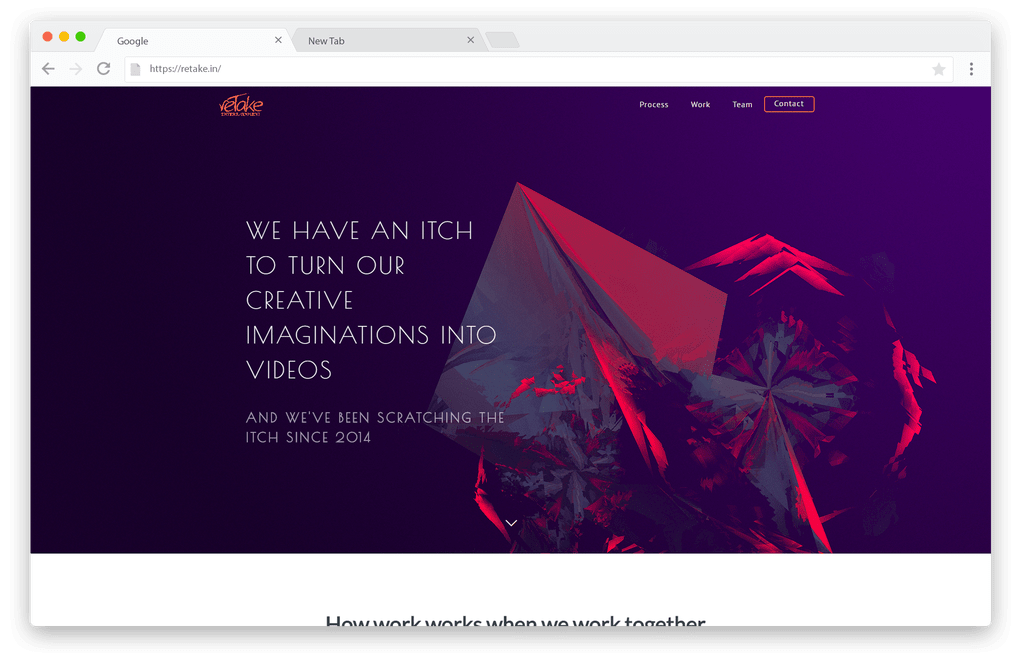 Google
New Tab
https://retake.in/
reTake
Process Work Team Contact
WE HAVE AN ITCH
TO TURN OUR
CREATIVE
IMAGINATIONS INTO
VIDEOS
AND WE'VE BEEN SCRATCHING THE
ITCH SINCE 2014
How work works when we work together